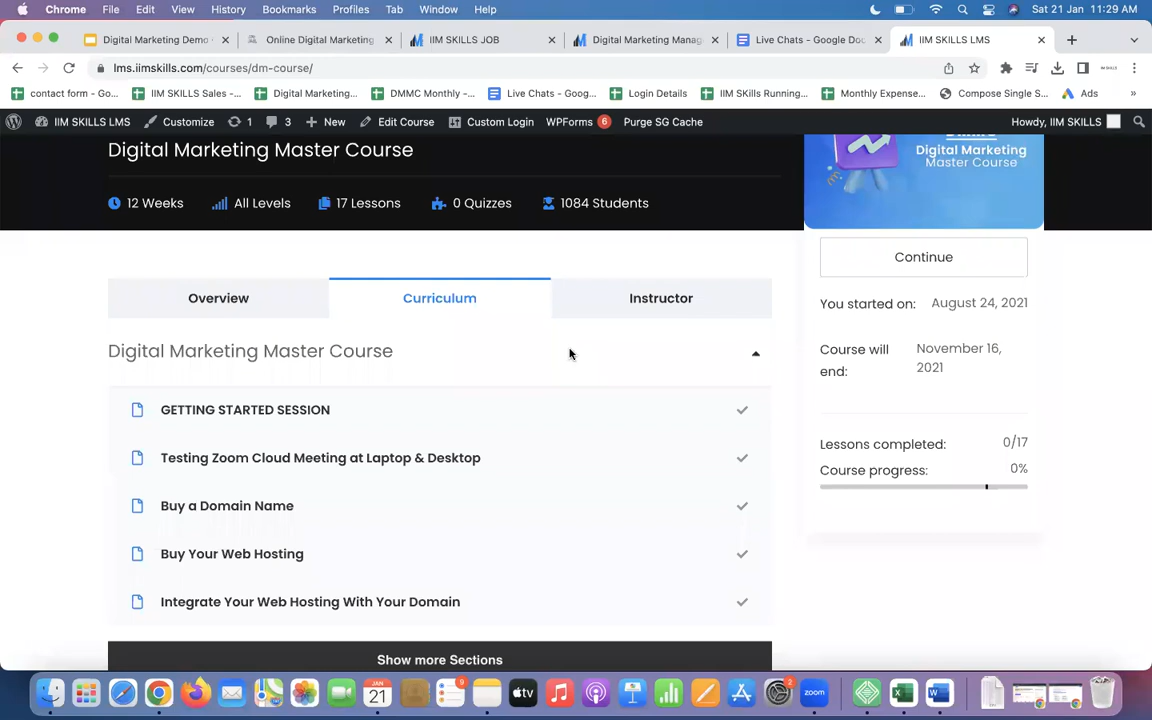 Chrome File Edit View History Bookmarks Profiles Tab Window Help Sat 21 Jan 11:29 AM
Digital Marketing Demo Online Digital Marketing IIM SKILLS JOB Digital Marketing Mana Live Chats - Google Do IIM SKILLS LMS
lms.iimskills.com/courses/dm-course/
contact form - Go... IIM SKILLS Sales -... Digital Marketing... DMMC Monthly -... Live Chats - Goog... Login Details IIM SKills Running... Monthly Expense... Compose Single S... Ads »
IIM SKILLS LMS Customize 1 3 New Edit Course Custom Login WPForms 6 Purge SG Cache Howdy, IIM SKILLS
Digital Marketing Master Course
Digital Marketing
Master Course
12 Weeks All Levels 17 Lessons 0 Quizzes 1084 Students
Continue
Overview Curriculum Instructor
You started on: August 24, 2021
Digital Marketing Master Course
Course will end: November 16, 2021
GETTING STARTED SESSION
Lessons completed: 0/17
Testing Zoom Cloud Meeting at Laptop & Desktop
Course progress: 0%
Buy a Domain Name
Buy Your Web Hosting
Integrate Your Web Hosting With Your Domain
Show more Sections
JAN
21
9
tv
2
zoom